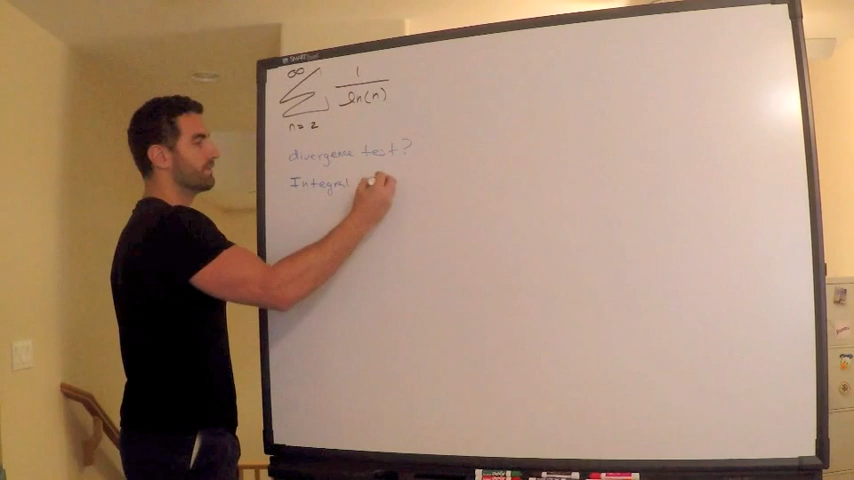 ∞
∑ 1/ln(n)
n=2
divergence test?
Integral